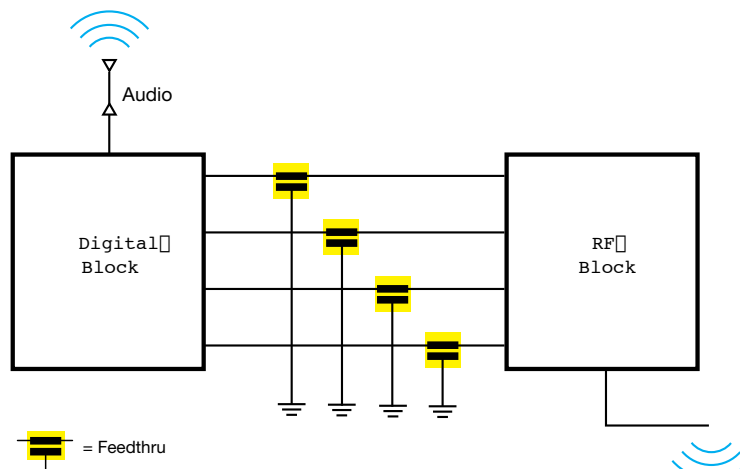 Audio
Digital
Block
RF
Block
= Feedthru